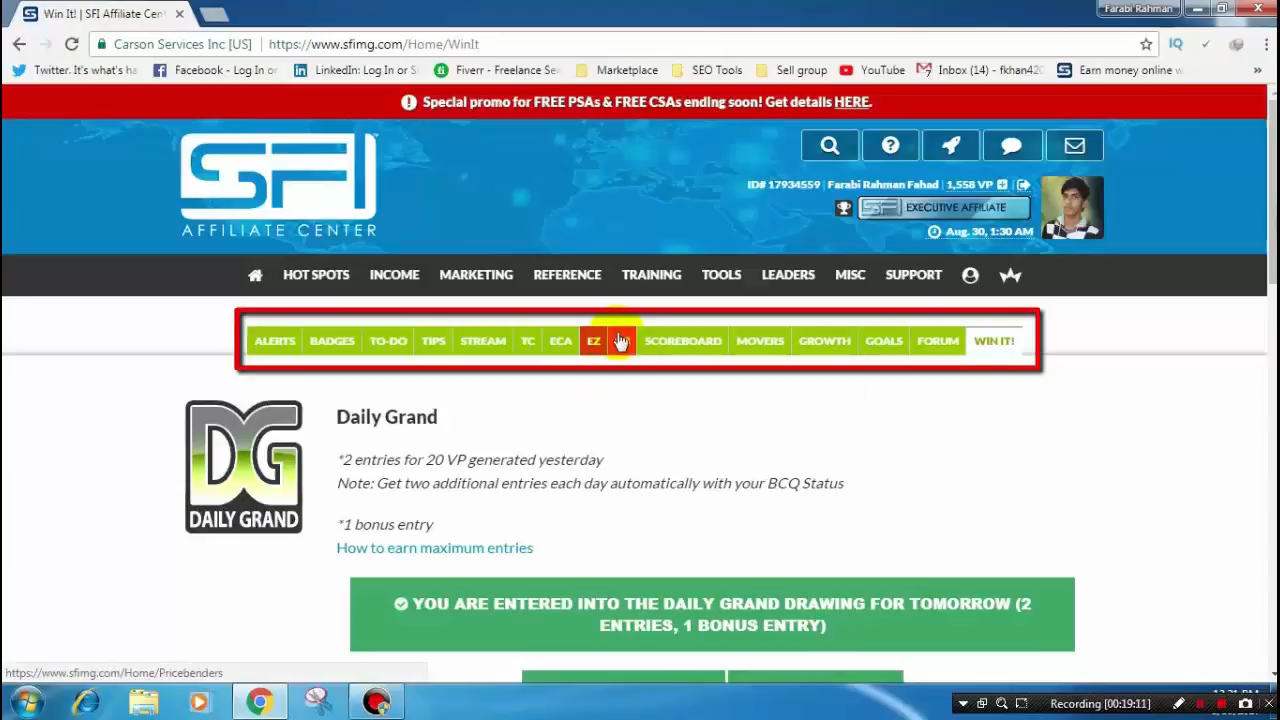 Win It! | SFI Affiliate Cent
Farabi Rahman
Carson Services Inc [US] https://www.sfimg.com/Home/WinIt
IQ
Twitter. It's what's ha Facebook - Log In or LinkedIn: Log In or S Fiverr - Freelance Se Marketplace SEO Tools Sell group YouTube Inbox (14) - fkhan420 Earn money online w »
Special promo for FREE PSAs & FREE CSAs ending soon! Get details HERE.
SFI
AFFILIATE CENTER
ID# 17934559 | Farabi Rahman Fahad | 1,558 VP
SFI EXECUTIVE AFFILIATE
Aug. 30, 1:30 AM
HOT SPOTS INCOME MARKETING REFERENCE TRAINING TOOLS LEADERS MISC SUPPORT
ALERTS BADGES TO-DO TIPS STREAM TC ECA EZ SCOREBOARD MOVERS GROWTH GOALS FORUM WIN IT!
DG
DAILY GRAND
Daily Grand
*2 entries for 20 VP generated yesterday
Note: Get two additional entries each day automatically with your BCQ Status
*1 bonus entry
How to earn maximum entries
YOU ARE ENTERED INTO THE DAILY GRAND DRAWING FOR TOMORROW (2
ENTRIES, 1 BONUS ENTRY)
https://www.sfimg.com/Home/Pricebenders
Recording [00:19:11]